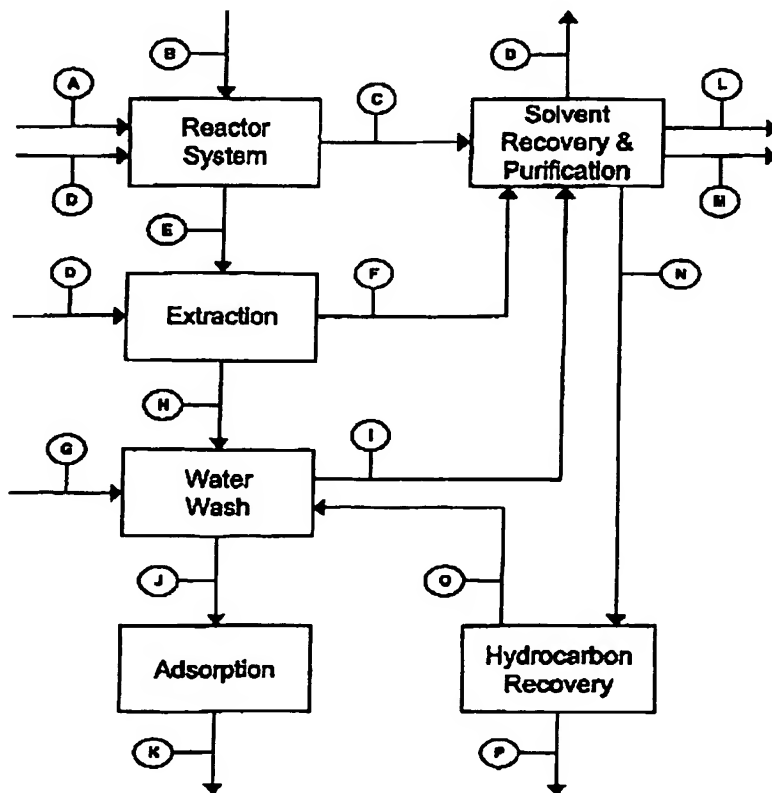 B
D
A
C
L
Reactor
System
Solvent
Recovery &
Purification
D
M
E
D
F
N
Extraction
H
G
I
Water
Wash
J
O
Adsorption
Hydrocarbon
Recovery
K
P